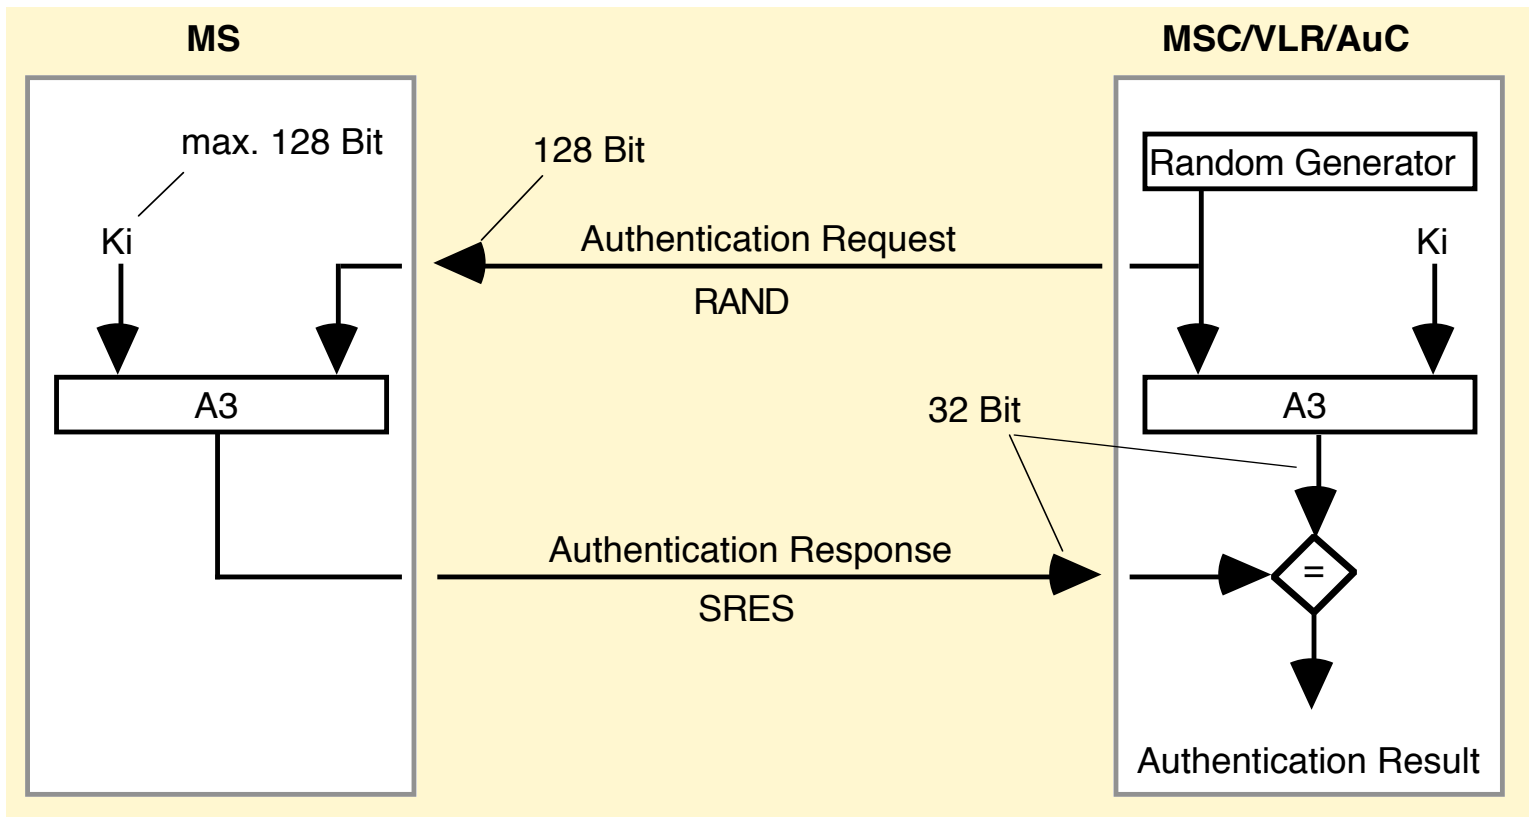 MS
MSC/VLR/AuC
max. 128 Bit
128 Bit
Random Generator
Ki
Authentication Request
Ki
RAND
A3
32 Bit
A3
Authentication Response
=
SRES
Authentication Result